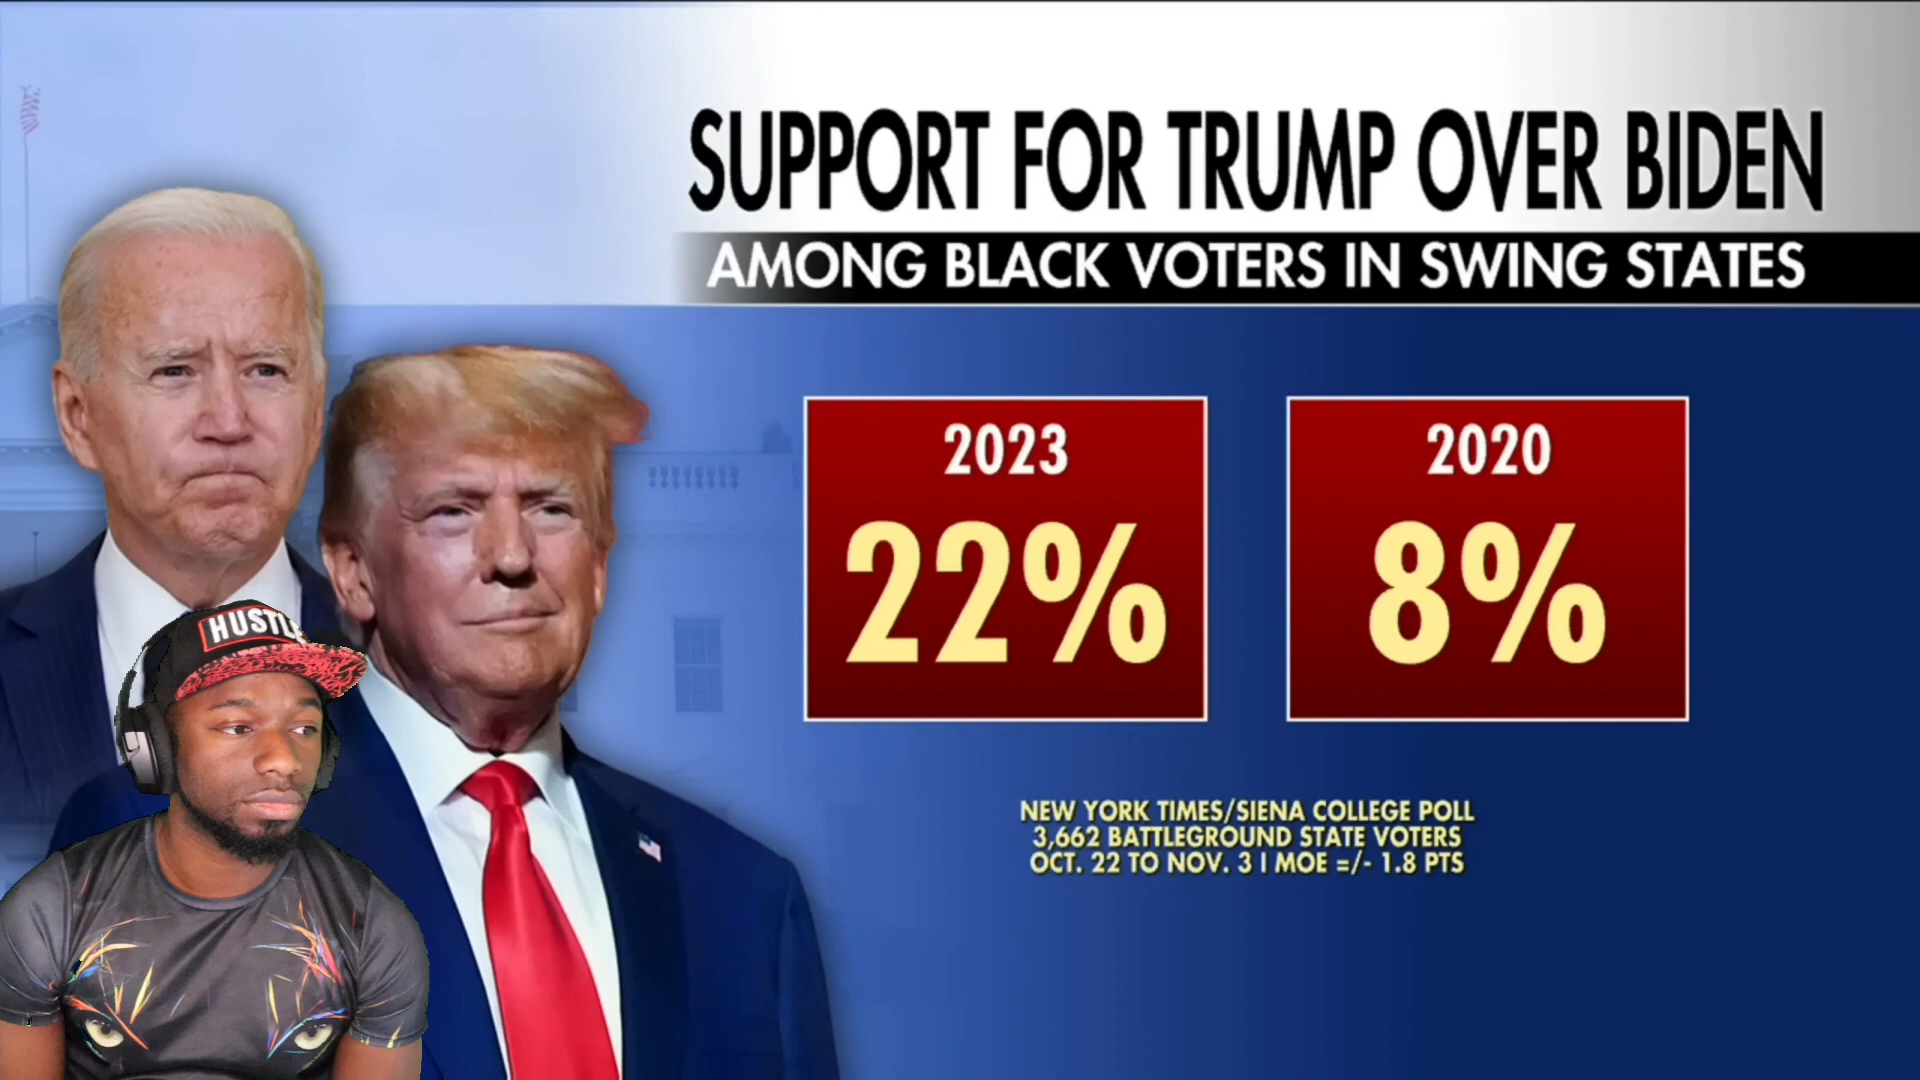 SUPPORT FOR TRUMP OVER BIDEN
AMONG BLACK VOTERS IN SWING STATES
2023
22%
2020
8%
NEW YORK TIMES/SIENA COLLEGE POLL
3,662 BATTLEGROUND STATE VOTERS
OCT. 22 TO NOV. 3 | MOE =/- 1.8 PTS
HUSTLE